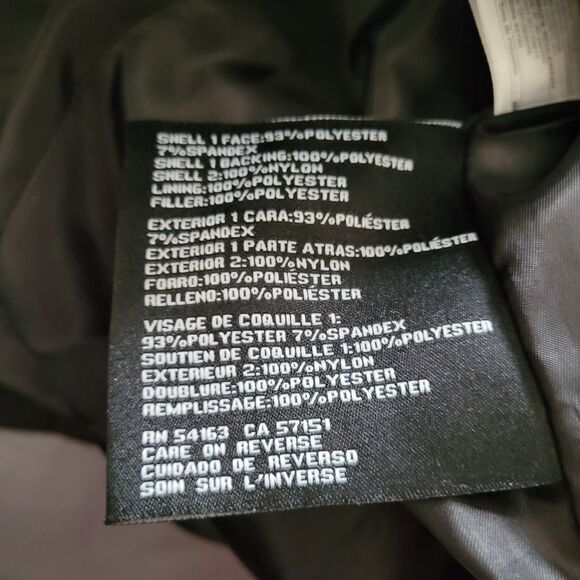 SHELL 1 FACE:93%POLYESTER
7%SPANDEX
SHELL 1 BACKING:100%POLYESTER
SHELL 2:100%NYLON
LINING:100%POLYESTER
FILLER:100%POLYESTER
EXTERIOR 1 CARA:93%POLIÉSTER
7%SPANDEX
EXTERIOR 1 PARTE ATRAS:100%POLIÉSTER
EXTERIOR 2:100%NYLON
FORRO:100%POLIÉSTER
RELLENO:100%POLIÉSTER
VISAGE DE COQUILLE 1:
93%POLYESTER 7%SPANDEX
SOUTIEN DE COQUILLE 1:100%POLYESTER
EXTERIEUR 2:100%NYLON
DOUBLURE:100%POLYESTER
REMPLISSAGE:100%POLYESTER
RN 54163 CA 57151
CARE ON REVERSE
CUIDADO DE REVERSO
SOIN SUR L'INVERSE